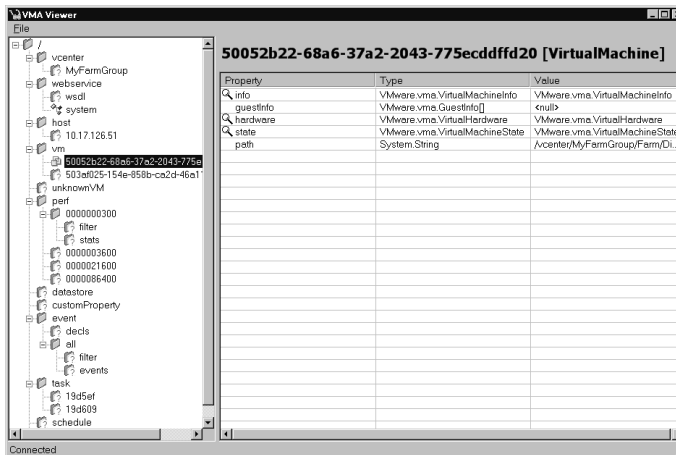 VMA Viewer
File
/
vcenter
MyFarmGroup
webservice
wsdl
system
host
10.17.126.51
vm
50052b22-68a6-37a2-2043-775e
503af025-154e-858b-ca2d-46a1
unknownVM
perf
0000000300
filter
stats
0000003600
0000021600
0000086400
datastore
customProperty
event
decls
all
filter
events
task
19d5ef
19d609
schedule
50052b22-68a6-37a2-2043-775ecddffd20 [VirtualMachine]
Property Type Value
info VMware.vma.VirtualMachineInfo VMware.vma.VirtualMachineInfo
guestInfo VMware.vma.GuestInfo[] <null>
hardware VMware.vma.VirtualHardware VMware.vma.VirtualHardware
state VMware.vma.VirtualMachineState VMware.vma.VirtualMachineState
path System.String /vcenter/MyFarmGroup/Farm/Di...
Connected